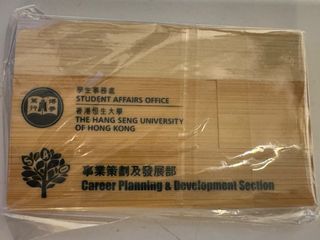 學生事務處
STUDENT AFFAIRS OFFICE
香港恒生大學
THE HANG SENG UNIVERSITY
OF HONG KONG
事業策劃及發展部
Career Planning & Development Section